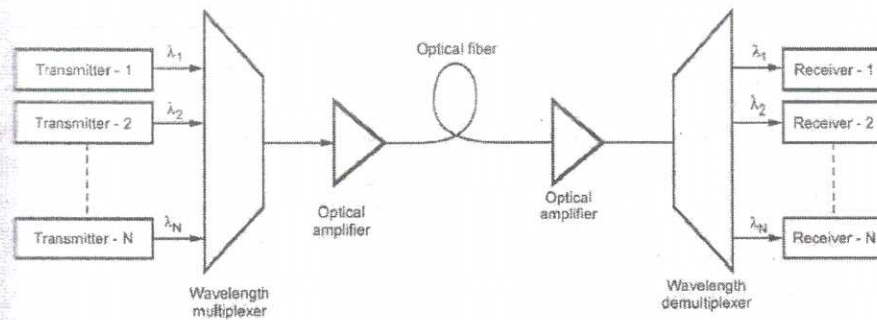 Transmitter - 1
Transmitter - 2
Transmitter - N
λ1
λ2
λN
Wavelength
multiplexer
Optical
amplifier
Optical fiber
Optical
amplifier
Wavelength
demultiplexer
λ1
λ2
λN
Receiver - 1
Receiver - 2
Receiver - N